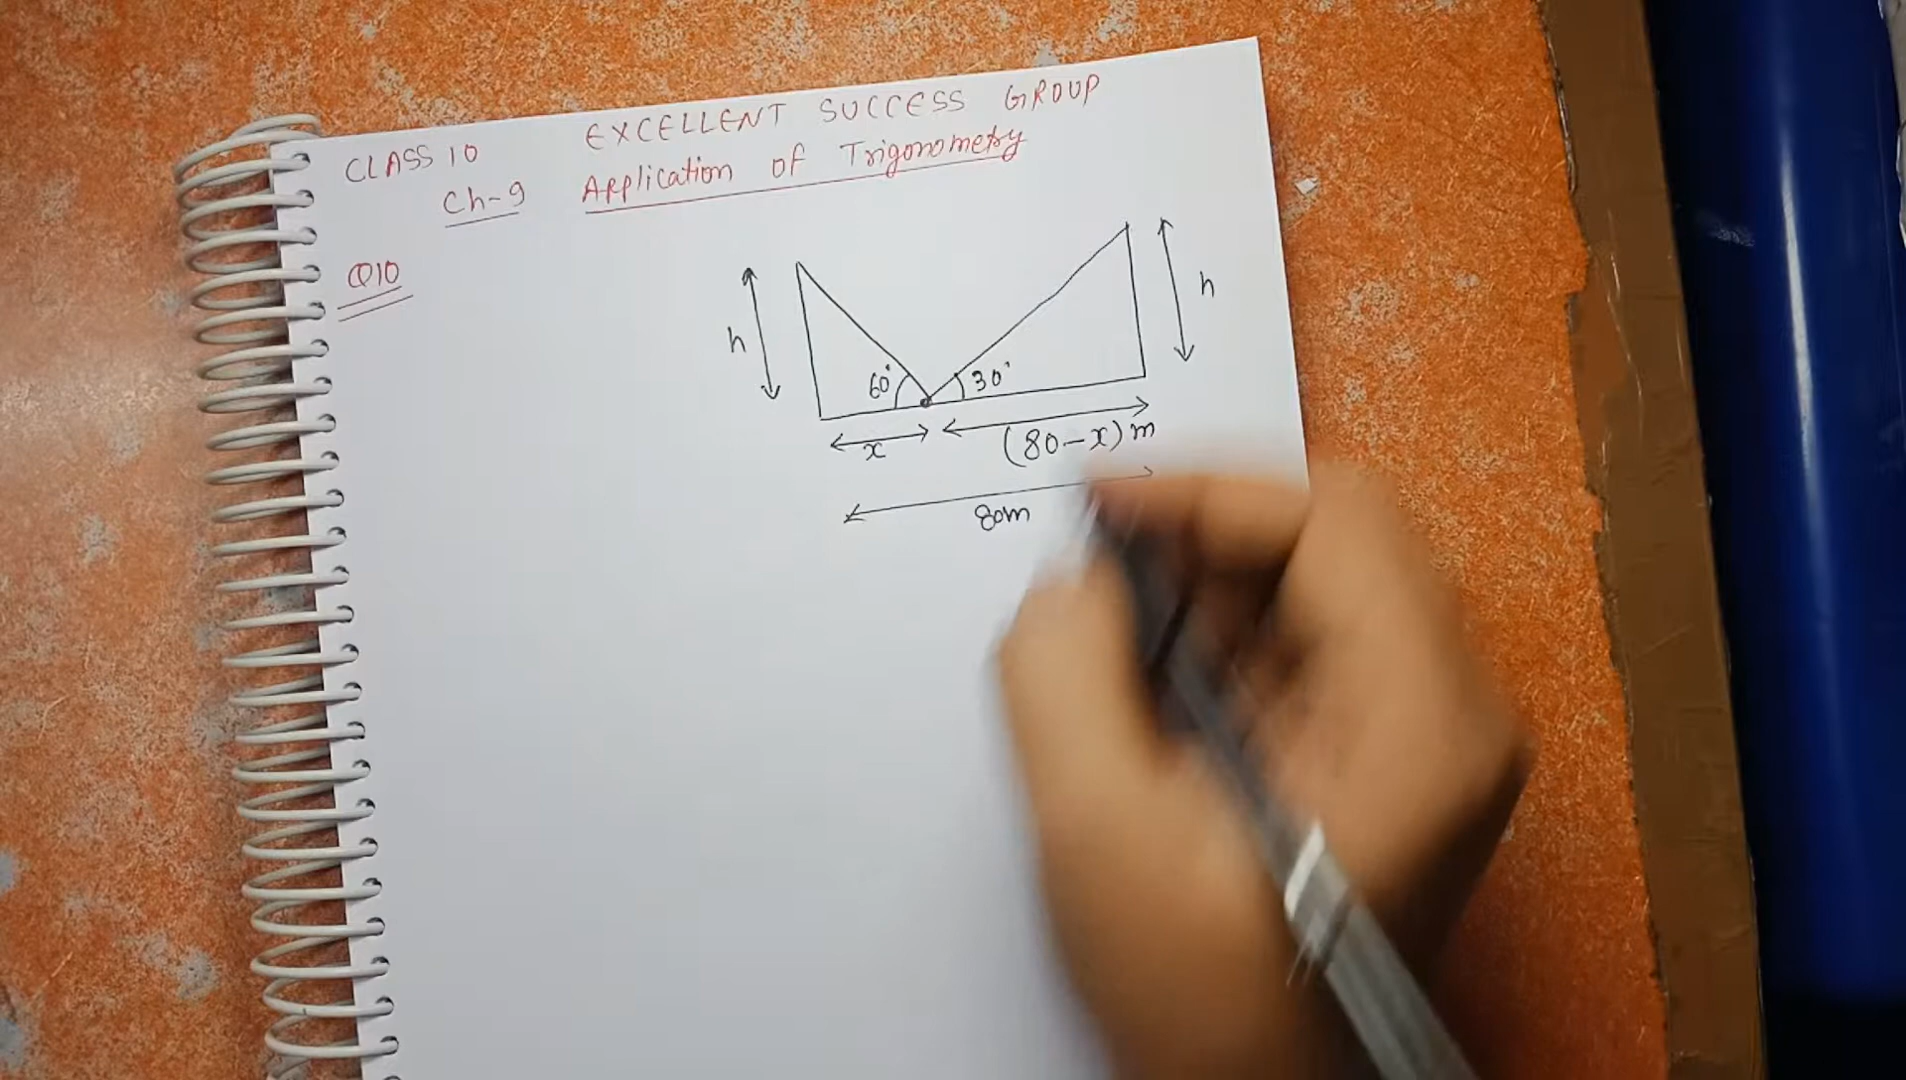 EXCELLENT SUCCESS GROUP
CLASS 10
Ch-9 Application of Trigonometry
Q10
h
h
60° 30°
x (80-x) m
80m